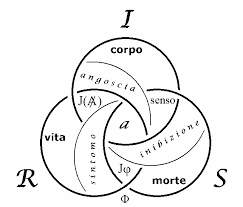 I
corpo
angoscia
J(A̸)
senso
a
vita
sintomo
inibizione
Jφ
R
morte
S
Φ